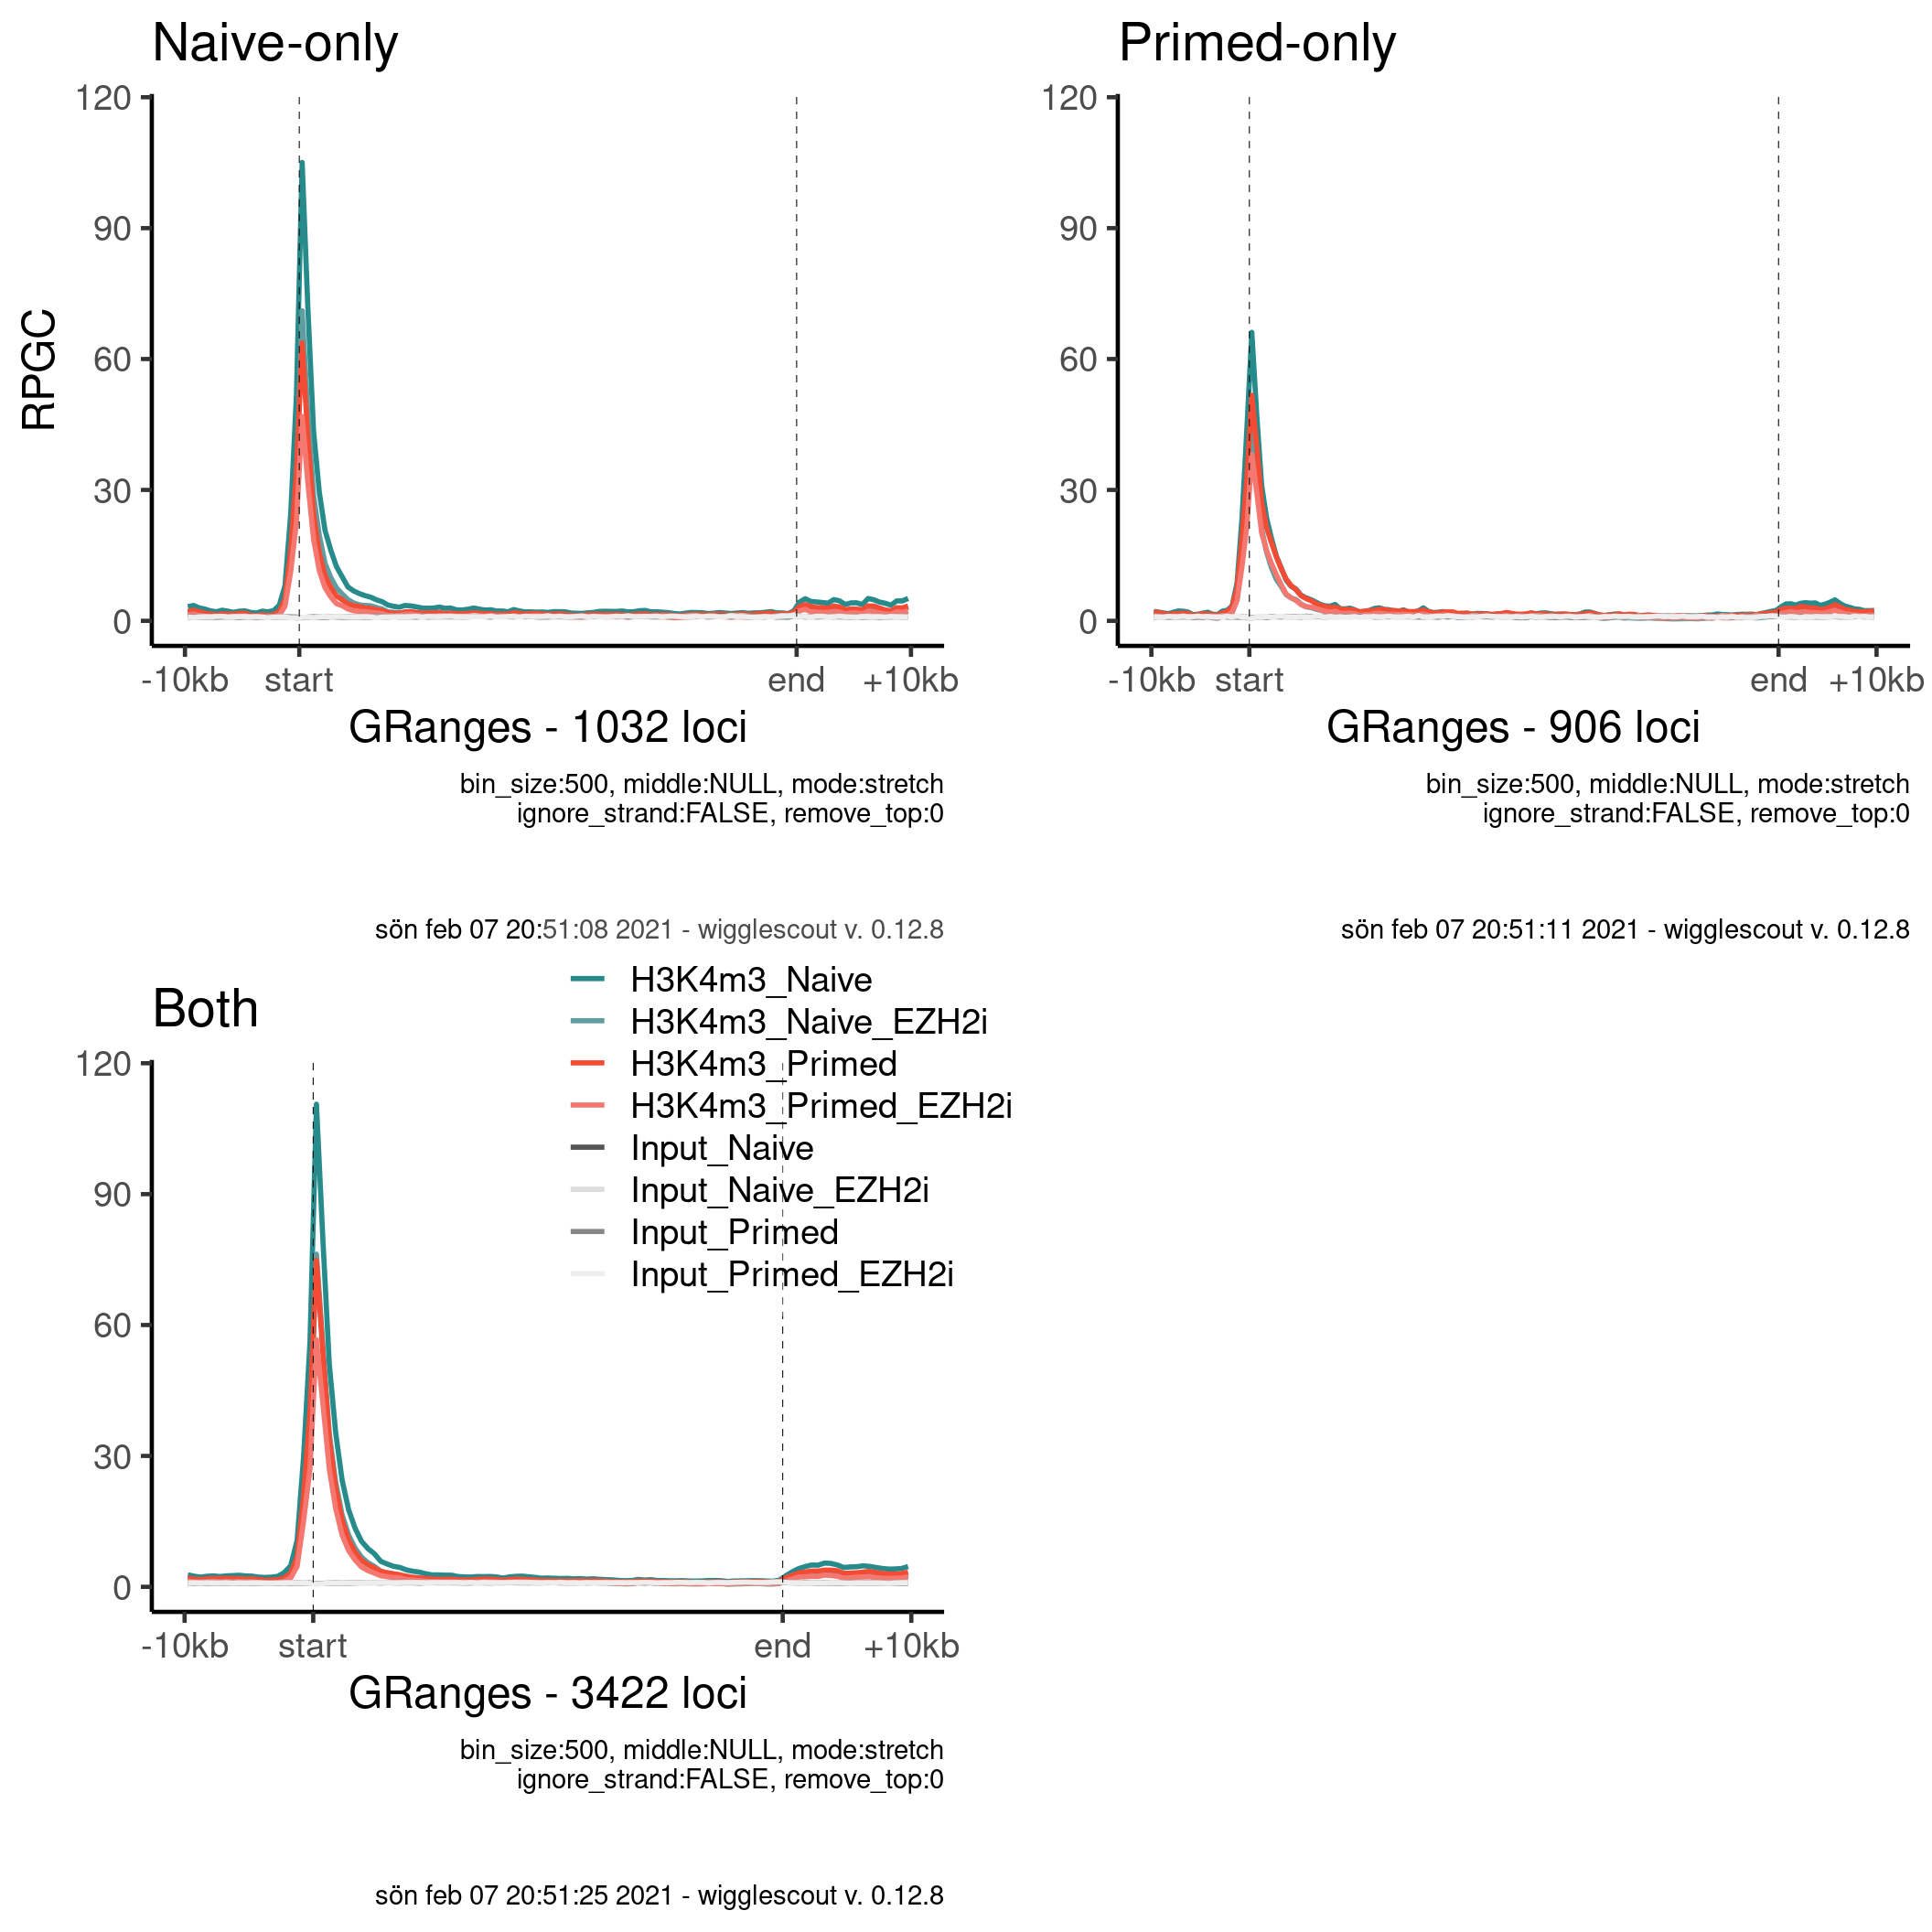 Naive-only
120
90
60
30
0
RPGC
-10kb start end +10kb
GRanges - 1032 loci
bin_size:500, middle:NULL, mode:stretch
ignore_strand:FALSE, remove_top:0
sön feb 07 20:51:08 2021 - wigglescout v. 0.12.8
Primed-only
120
90
60
30
0
-10kb start end +10kb
GRanges - 906 loci
bin_size:500, middle:NULL, mode:stretch
ignore_strand:FALSE, remove_top:0
sön feb 07 20:51:11 2021 - wigglescout v. 0.12.8
Both
H3K4m3_Naive
H3K4m3_Naive_EZH2i
H3K4m3_Primed
H3K4m3_Primed_EZH2i
Input_Naive
Input_Naive_EZH2i
Input_Primed
Input_Primed_EZH2i
120
90
60
30
0
-10kb start end +10kb
GRanges - 3422 loci
bin_size:500, middle:NULL, mode:stretch
ignore_strand:FALSE, remove_top:0
sön feb 07 20:51:25 2021 - wigglescout v. 0.12.8